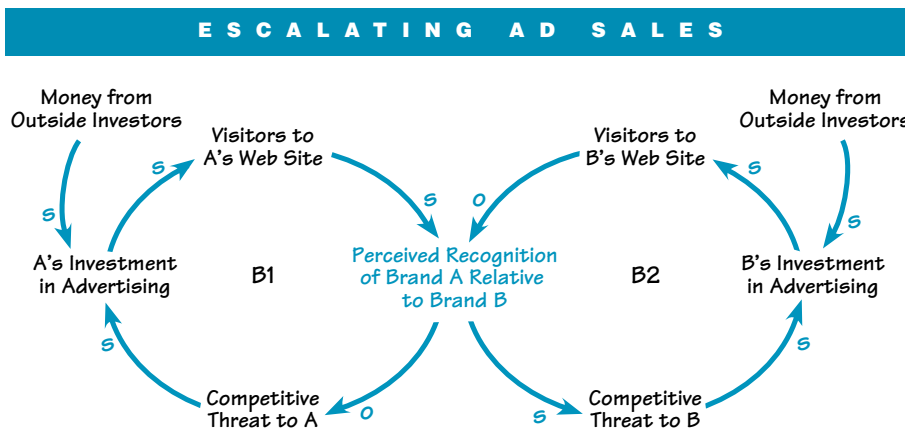 ESCALATING AD SALES
Money from
Outside Investors
Visitors to
A's Web Site
Visitors to
B's Web Site
Money from
Outside Investors
S
S
S
S
O
S
S
A's Investment
in Advertising
B1
Perceived Recognition
of Brand A Relative
to Brand B
B2
B's Investment
in Advertising
S
S
Competitive
Threat to A
O
S
Competitive
Threat to B